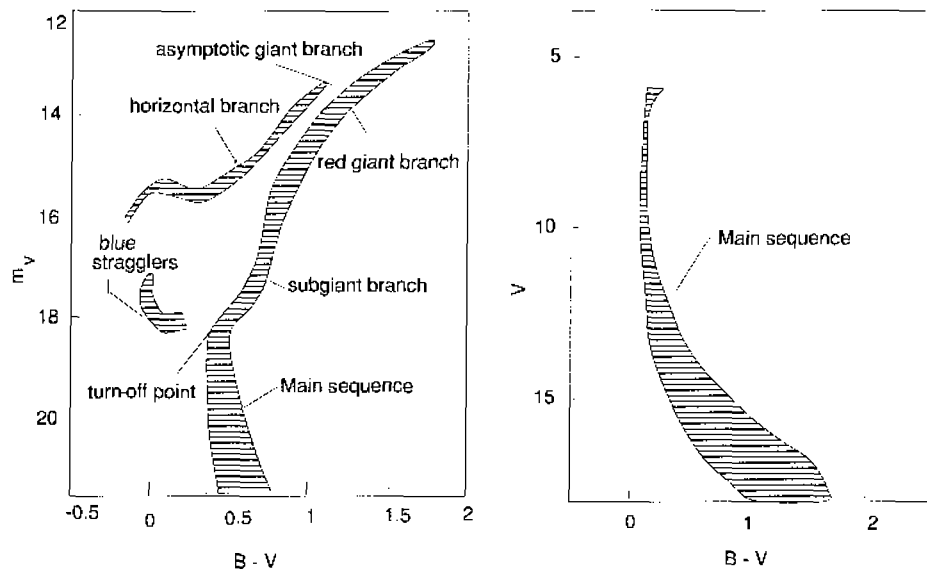 12
14
16
18
20
m_v
asymptotic giant branch
horizontal branch
red giant branch
blue
stragglers
subgiant branch
turn-off point
Main sequence
-0.5
0
0.5
1
1.5
2
B - V
5
10
15
V
Main sequence
0
1
2
B - V